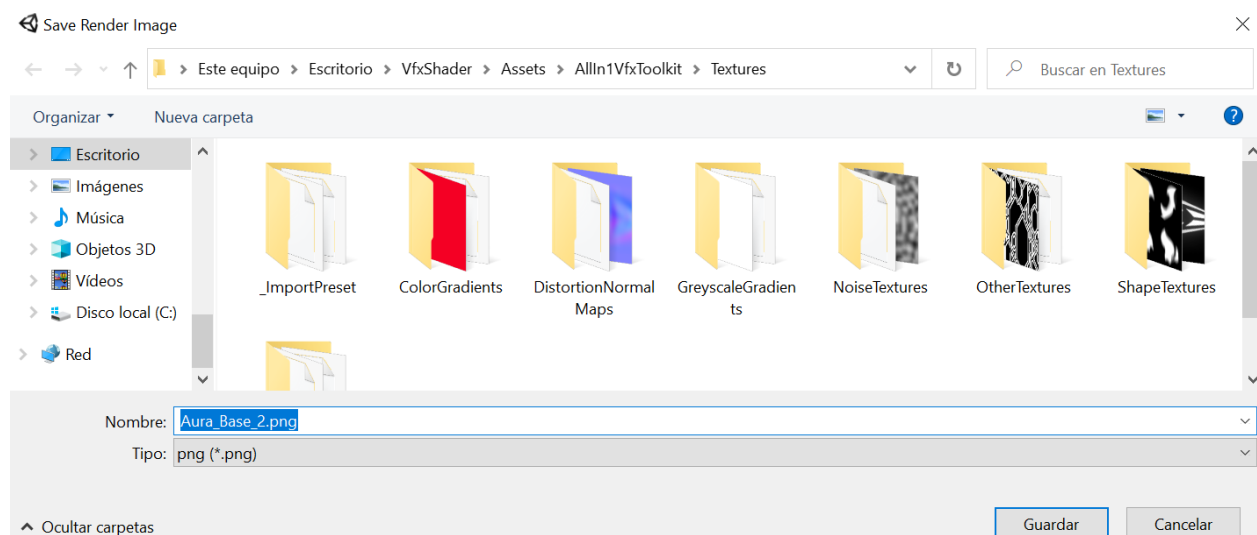 Save Render Image
Este equipo > Escritorio > VfxShader > Assets > AllIn1VfxToolkit > Textures
Buscar en Textures
Organizar
Nueva carpeta
Escritorio
Imágenes
Música
Objetos 3D
Vídeos
Disco local (C:)
Red
_ImportPreset
ColorGradients
DistortionNormal
Maps
GreyscaleGradien
ts
NoiseTextures
OtherTextures
ShapeTextures
Nombre: Aura_Base_2.png
Tipo: png (*.png)
Ocultar carpetas
Guardar
Cancelar